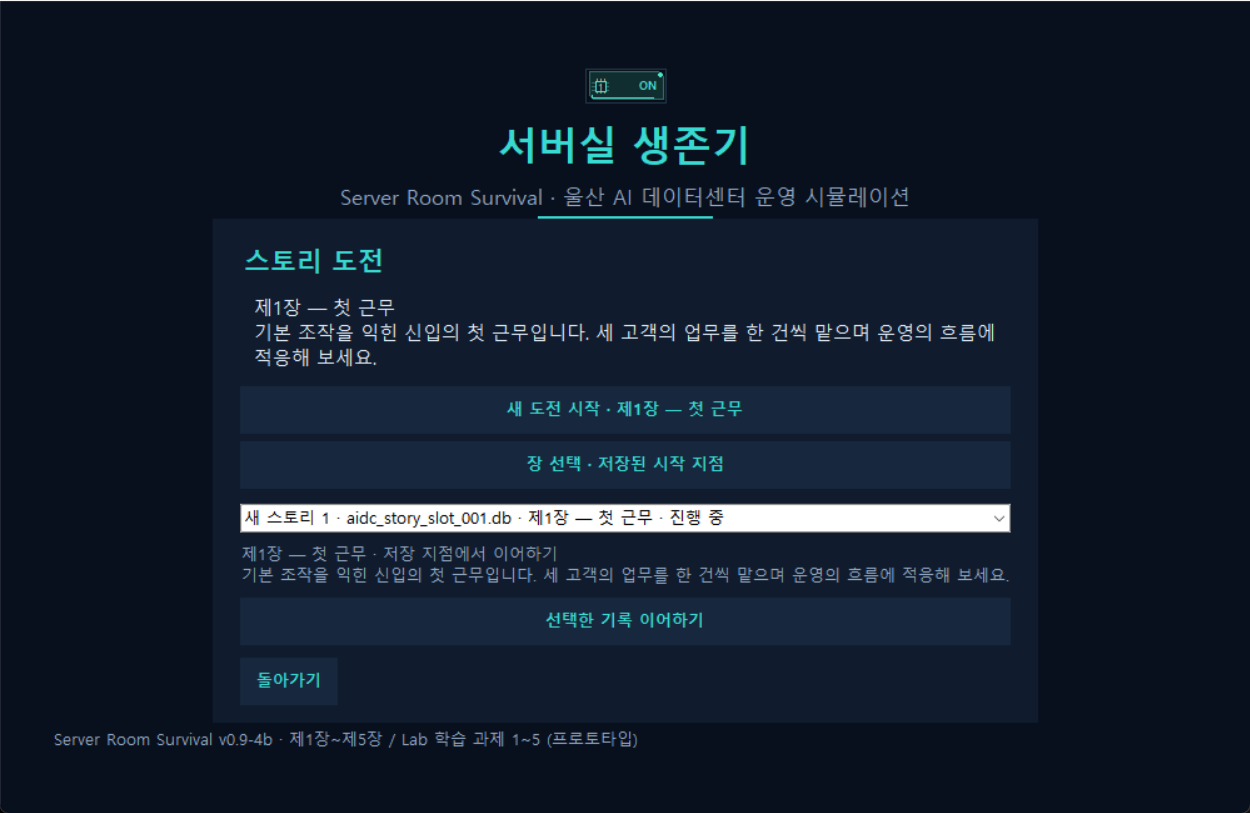 ON
서버실 생존기
Server Room Survival · 울산 AI 데이터센터 운영 시뮬레이션
스토리 도전
제1장 — 첫 근무
기본 조작을 익힌 신입의 첫 근무입니다. 세 고객의 업무를 한 건씩 맡으며 운영의 흐름에
적응해 보세요.
새 도전 시작 · 제1장 — 첫 근무
장 선택 · 저장된 시작 지점
새 스토리 1 · aidc_story_slot_001.db · 제1장 — 첫 근무 · 진행 중
제1장 — 첫 근무 · 저장 지점에서 이어하기
기본 조작을 익힌 신입의 첫 근무입니다. 세 고객의 업무를 한 건씩 맡으며 운영의 흐름에 적응해 보세요.
선택한 기록 이어하기
돌아가기
Server Room Survival v0.9-4b · 제1장~제5장 / Lab 학습 과제 1~5 (프로토타입)